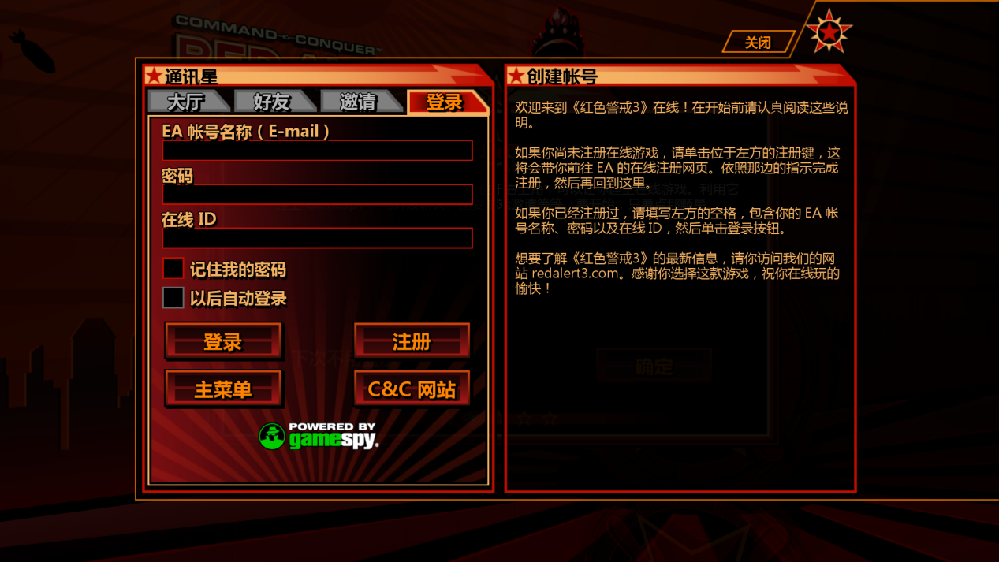 COMMAND & CONQUER™
RED AL
关闭
通讯星
大厅 好友 邀请 登录
EA 帐号名称 ( E-mail )
密码
在线 ID
记住我的密码
以后自动登录
登录 注册
主菜单 C&C 网站
POWERED BY
gamespy
创建帐号
欢迎来到《红色警戒3》在线！在开始前请认真阅读这些说
明。
如果你尚未注册在线游戏，请单击位于左方的注册键，这
将会带你前往 EA 的在线注册网页。依照那边的指示完成
注册，然后再回到这里。
如果你已经注册过，请填写左方的空格，包含你的 EA 帐
号名称、密码以及在线 ID，然后单击登录按钮。
想要了解《红色警戒3》的最新信息，请你访问我们的网
站 redalert3.com。感谢你选择这款游戏，祝你在线玩的
愉快！
确定